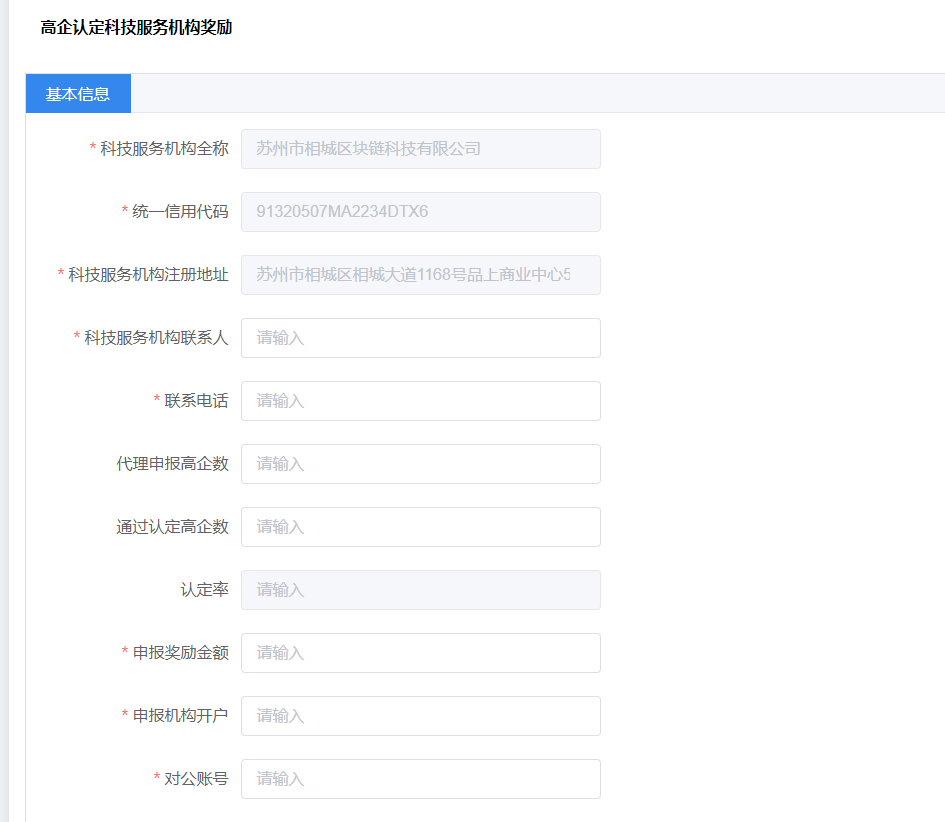 高企认定科技服务机构奖励
基本信息
* 科技服务机构全称 苏州市相城区块链科技有限公司
* 统一信用代码 91320507MA2234DTX6
* 科技服务机构注册地址 苏州市相城区相城大道1168号品上商业中心5
* 科技服务机构联系人 请输入
* 联系电话 请输入
代理申报高企数 请输入
通过认定高企数 请输入
认定率 请输入
* 申报奖励金额 请输入
* 申报机构开户 请输入
* 对公账号 请输入